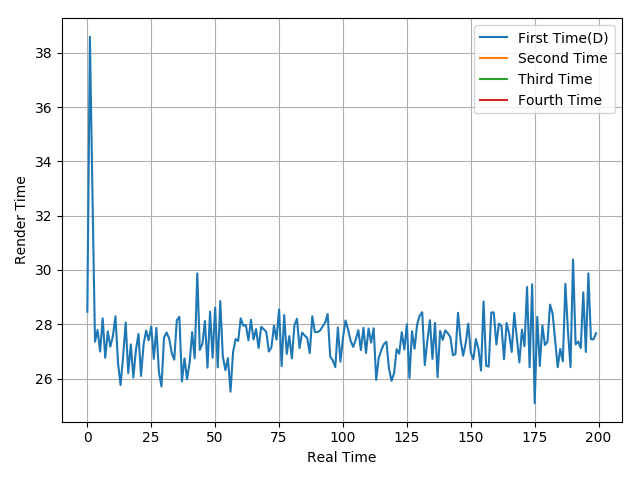 First Time(D)
Second Time
Third Time
Fourth Time
38
36
34
32
30
28
26
Render Time
0 25 50 75 100 125 150 175 200
Real Time